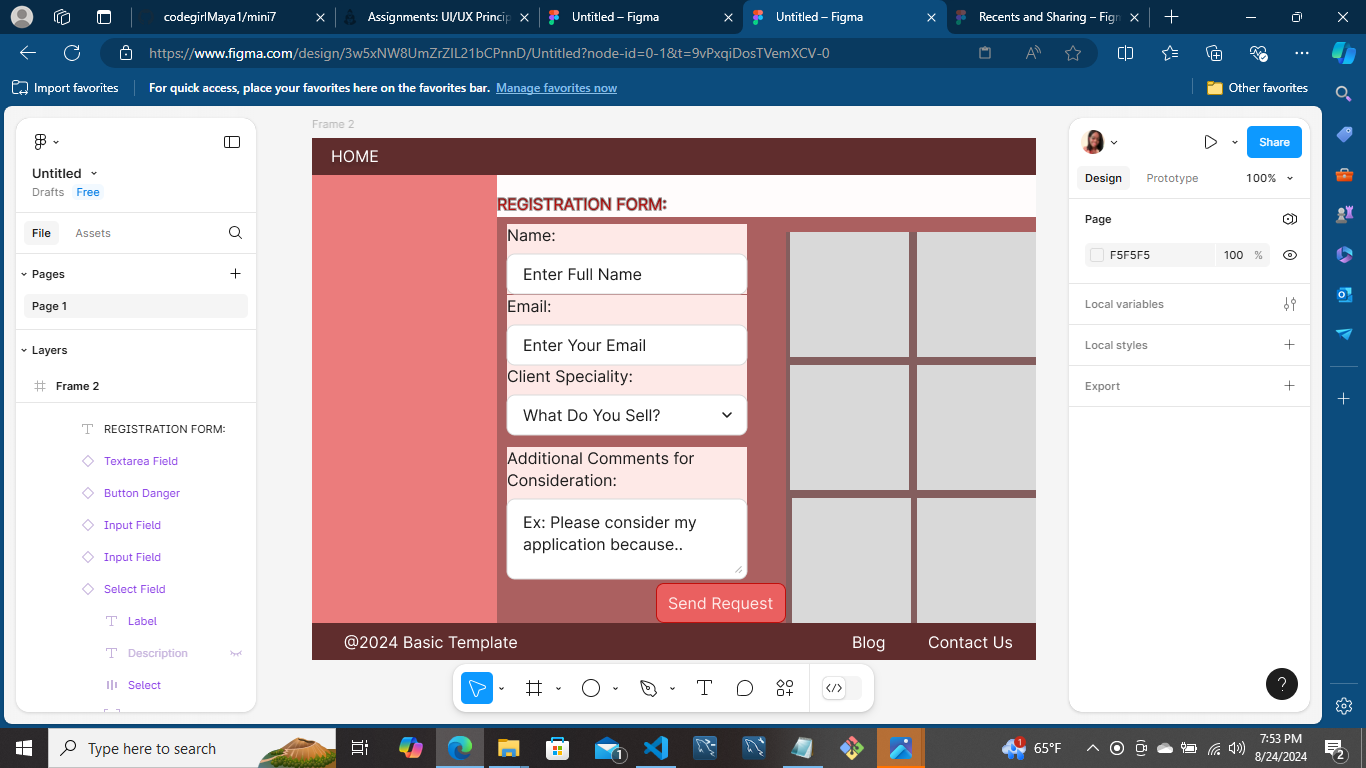 codegirlMaya1/mini7
Assignments: UI/UX Princip
Untitled – Figma
Untitled – Figma
Recents and Sharing – Figm
https://www.figma.com/design/3w5xNW8UmZrZIL21bCPnnD/Untitled?node-id=0-1&t=9vPxqiDosTVemXCV-0
Import favorites
For quick access, place your favorites here on the favorites bar. Manage favorites now
Other favorites
Untitled
Drafts Free
File Assets
Pages
Page 1
Layers
Frame 2
REGISTRATION FORM:
Textarea Field
Button Danger
Input Field
Input Field
Select Field
Label
Description
Select
Frame 2
HOME
REGISTRATION FORM:
Name:
Enter Full Name
Email:
Enter Your Email
Client Speciality:
What Do You Sell?
Additional Comments for
Consideration:
Ex: Please consider my
application because..
Send Request
@2024 Basic Template
Blog
Contact Us
Share
Design Prototype 100%
Page
F5F5F5 100 %
Local variables
Local styles
Export
?
Type here to search
1
1
65°F
7:53 PM
8/24/2024
2